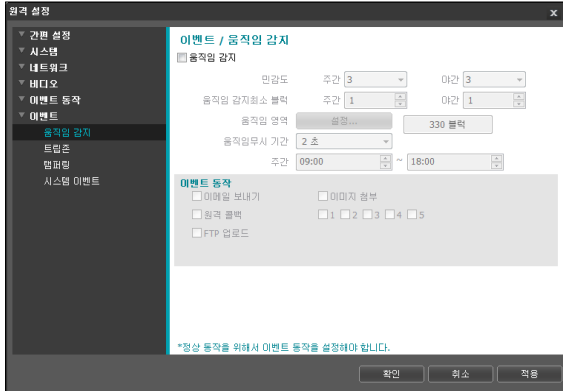 원격 설정 x
간편 설정
시스템
네트워크
비디오
이벤트 동작
이벤트
움직임 감지
트립존
탬퍼링
시스템 이벤트
이벤트 / 움직임 감지
움직임 감지
민감도 주간 3 야간 3
움직임 감지최소 블럭 주간 1 야간 1
움직임 영역 설정... 330 블럭
움직임무시 기간 2 초
주간 09:00 ~ 18:00
이벤트 동작
이메일 보내기 이미지 첨부
원격 콜백 1 2 3 4 5
FTP 업로드
*정상 동작을 위해서 이벤트 동작을 설정해야 합니다.
확인 취소 적용